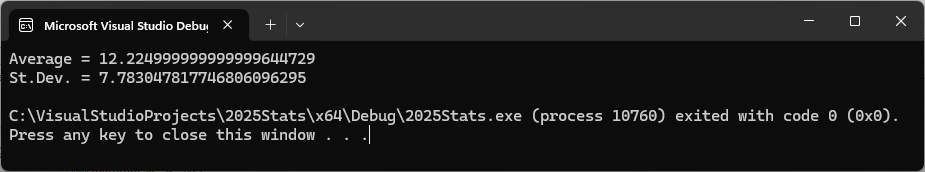 Microsoft Visual Studio Debug
Average = 12.224999999999999644729
St.Dev. = 7.783047817746806096295
C:\VisualStudioProjects\2025Stats\x64\Debug\2025Stats.exe (process 10760) exited with code 0 (0x0).
Press any key to close this window . . .